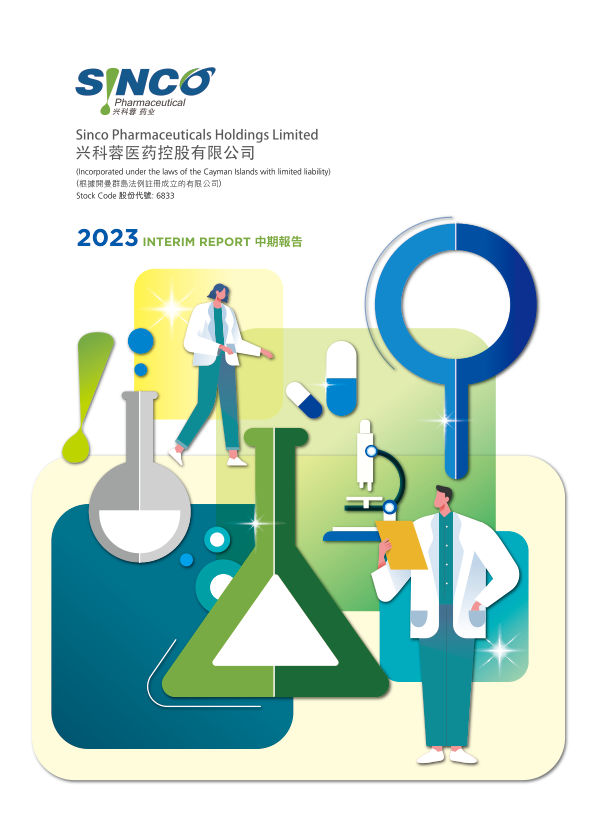 SINCO
Pharmaceutical
兴科蓉 药业
Sinco Pharmaceuticals Holdings Limited
兴科蓉医药控股有限公司
(Incorporated under the laws of the Cayman Islands with limited liability)
(根據開曼群島法例註冊成立的有限公司)
Stock Code 股份代號: 6833
2023 INTERIM REPORT 中期報告